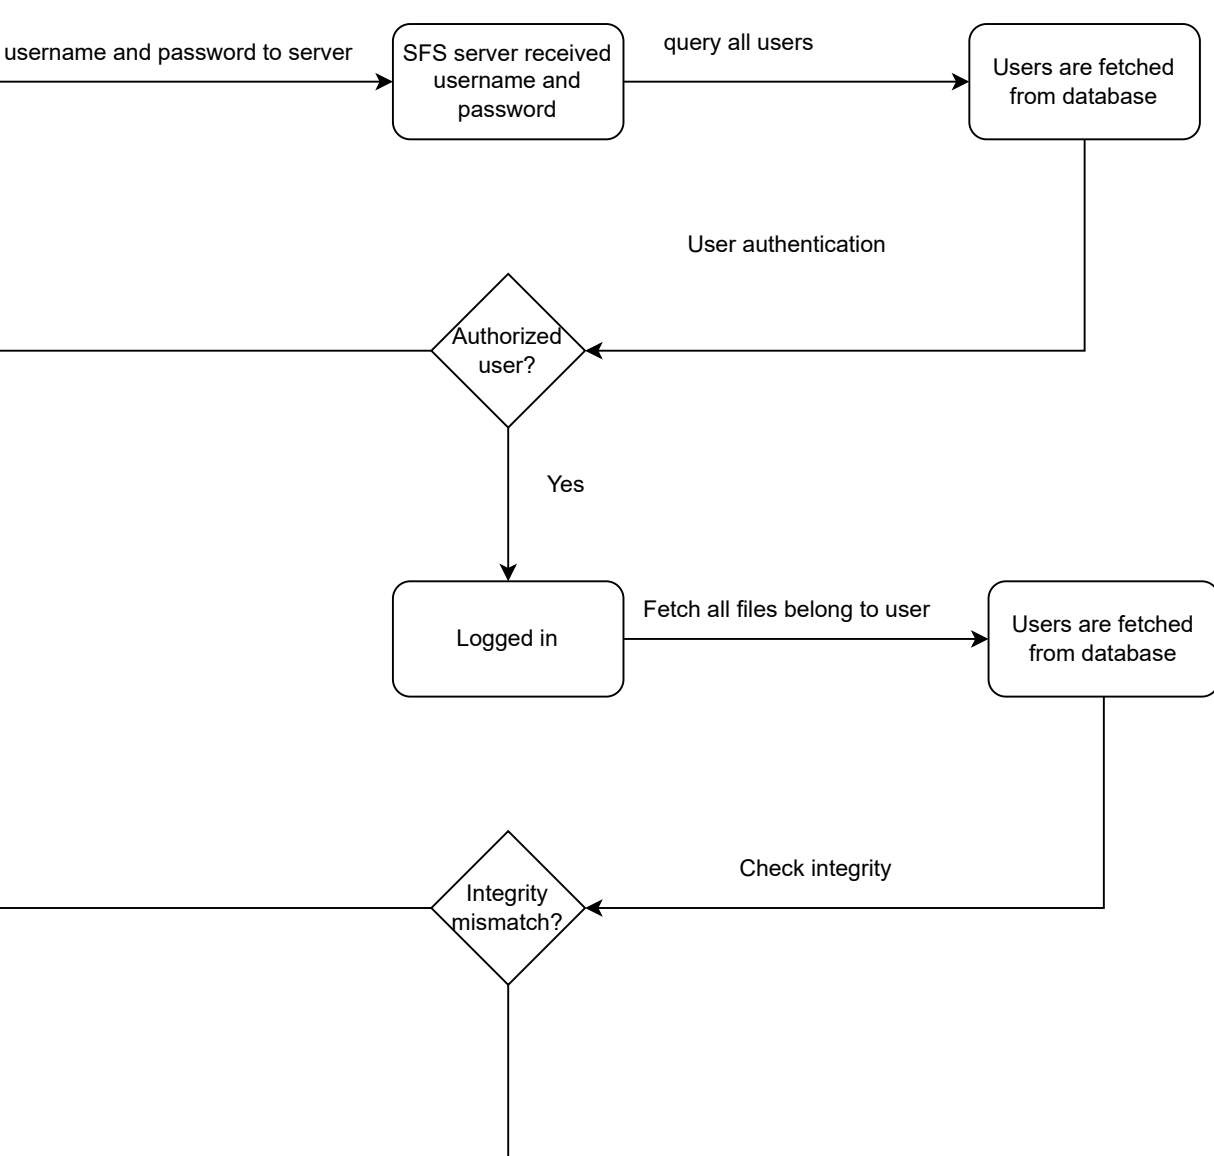 username and password to server
SFS server received
username and
password
query all users
Users are fetched
from database
User authentication
Authorized
user?
Yes
Logged in
Fetch all files belong to user
Users are fetched
from database
Check integrity
Integrity
mismatch?